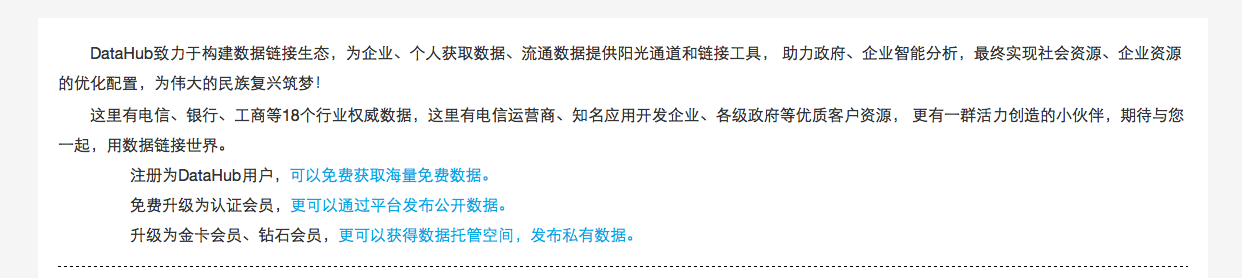 DataHub致力于构建数据链接生态，为企业、个人获取数据、流通数据提供阳光通道和链接工具， 助力政府、企业智能分析，最终实现社会资源、企业资源
的优化配置，为伟大的民族复兴筑梦！
这里有电信、银行、工商等18个行业权威数据，这里有电信运营商、知名应用开发企业、各级政府等优质客户资源， 更有一群活力创造的小伙伴，期待与您
一起，用数据链接世界。
注册为DataHub用户，可以免费获取海量免费数据。
免费升级为认证会员，更可以通过平台发布公开数据。
升级为金卡会员、钻石会员，更可以获得数据托管空间，发布私有数据。